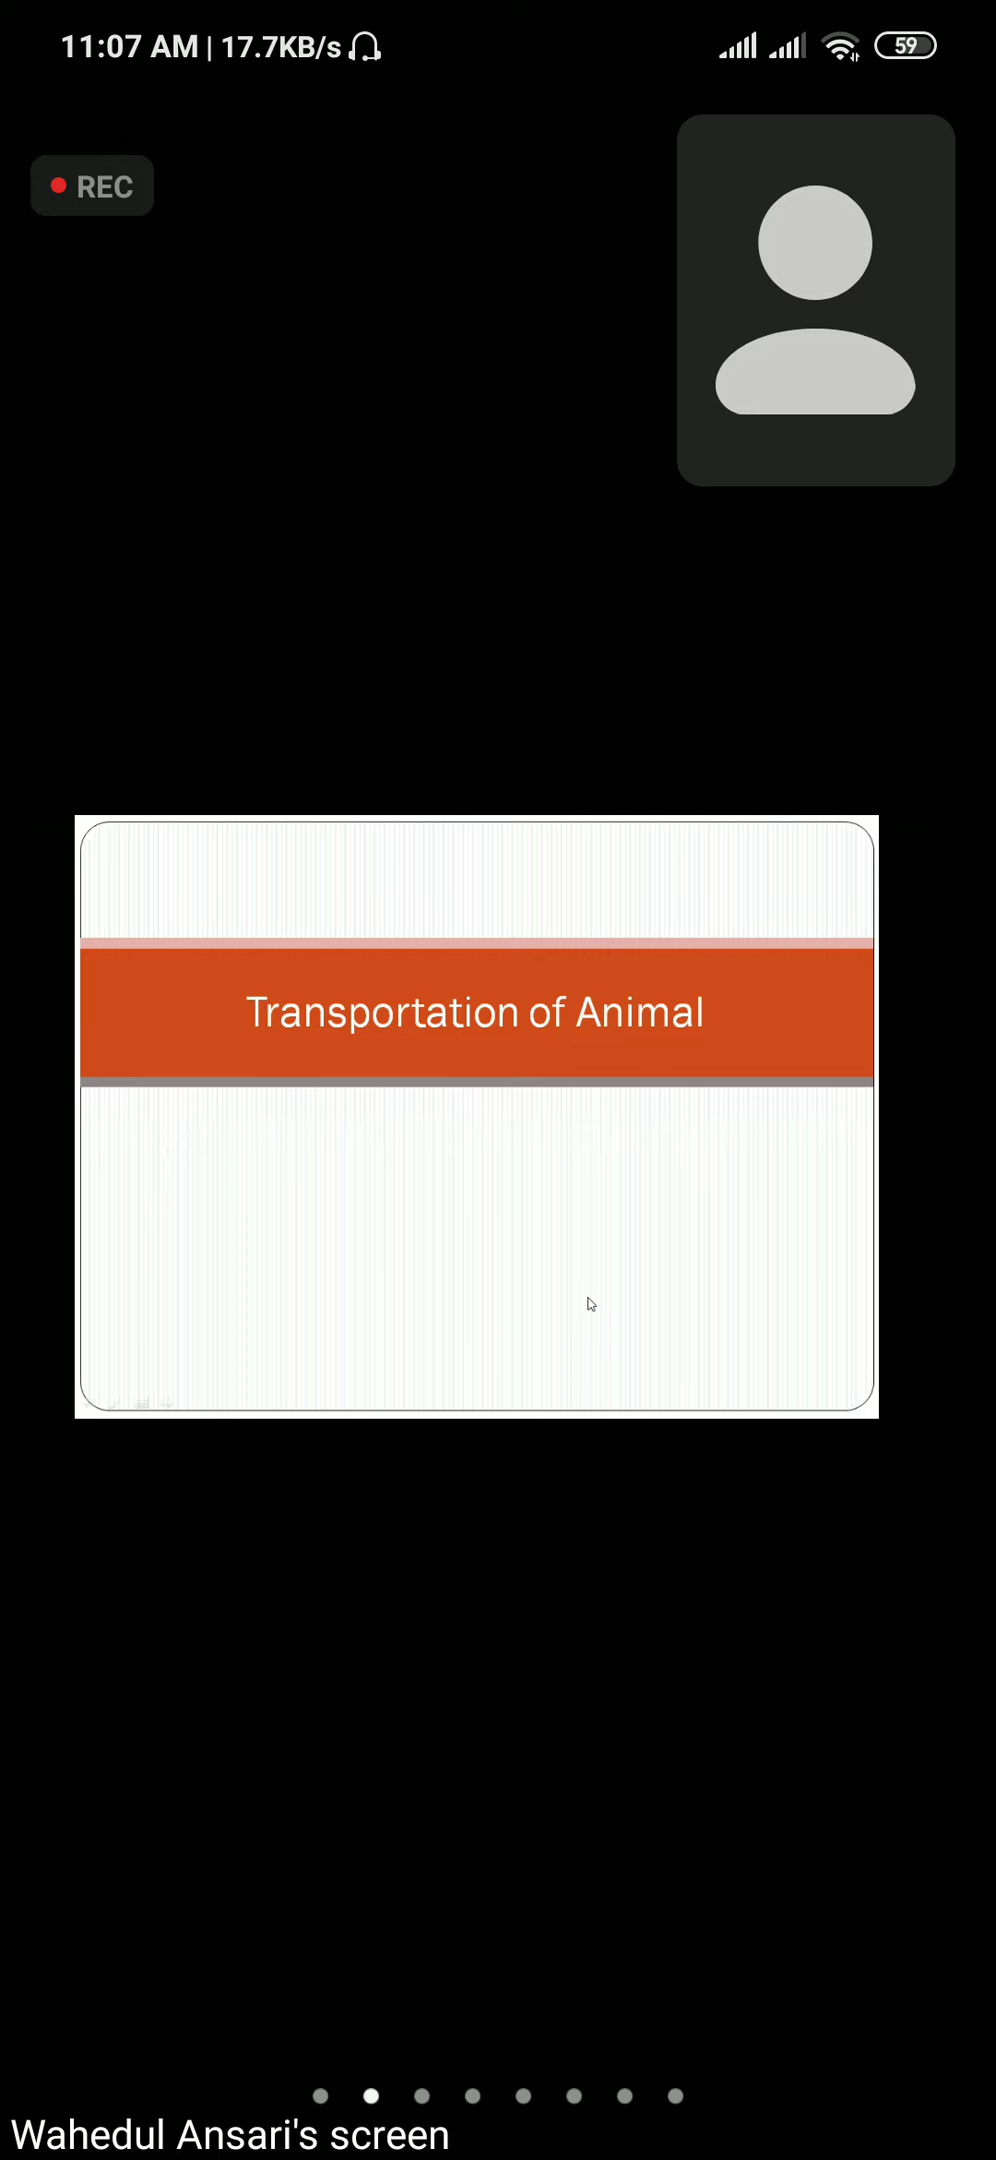 11:07 AM | 17.7KB/s
59
REC
Transportation of Animal
Wahedul Ansari's screen